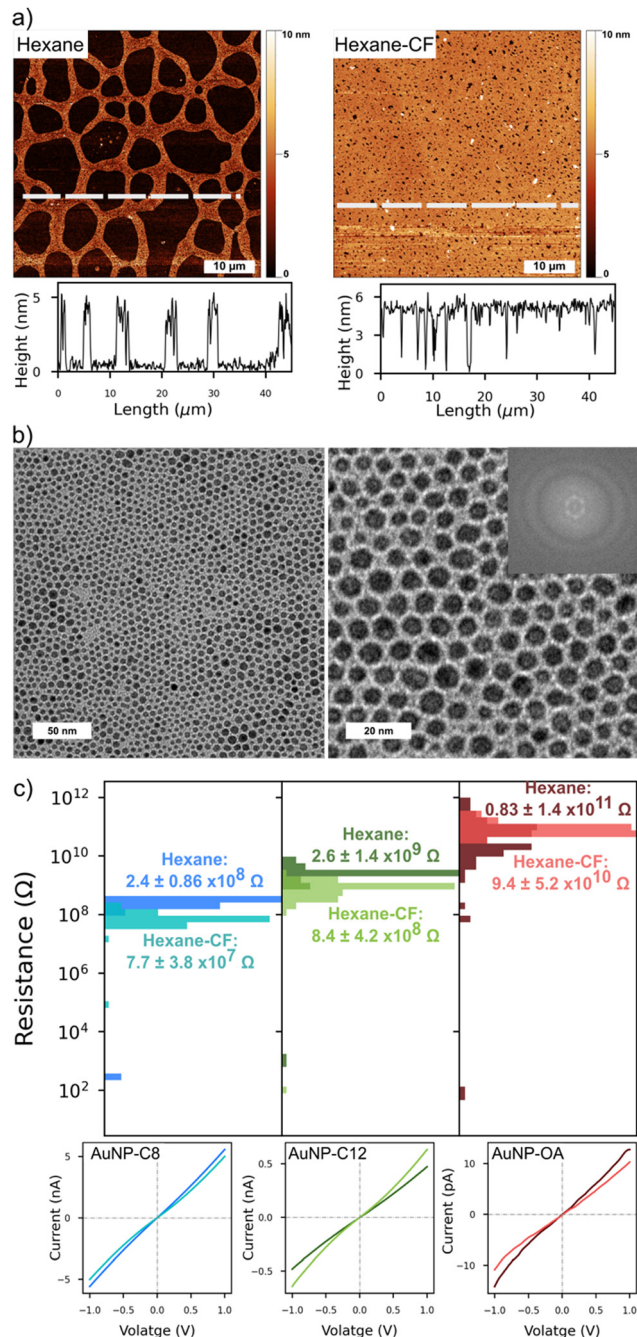 a)
Hexane
Hexane-CF
10 nm
5
0
10 nm
5
0
10 µm
10 µm
Height (nm)
5
0
0 10 20 30 40
Length (µm)
Height (nm)
6
3
0
0 10 20 30 40
Length (µm)
b)
50 nm
20 nm
c)
Resistance (Ω)
10^12
10^10
10^8
10^6
10^4
10^2
Hexane:
2.4 ± 0.86 x10^8 Ω
Hexane-CF:
7.7 ± 3.8 x10^7 Ω
Hexane:
2.6 ± 1.4 x10^9 Ω
Hexane-CF:
8.4 ± 4.2 x10^8 Ω
Hexane:
0.83 ± 1.4 x10^11 Ω
Hexane-CF:
9.4 ± 5.2 x10^10 Ω
AuNP-C8
Current (nA)
5
0
−5
−1.0 −0.5 0.0 0.5 1.0
Volatge (V)
AuNP-C12
Current (nA)
0.5
0.0
−0.5
−1.0 −0.5 0.0 0.5 1.0
Volatge (V)
AuNP-OA
Current (pA)
10
0
−10
−1.0 −0.5 0.0 0.5 1.0
Volatge (V)